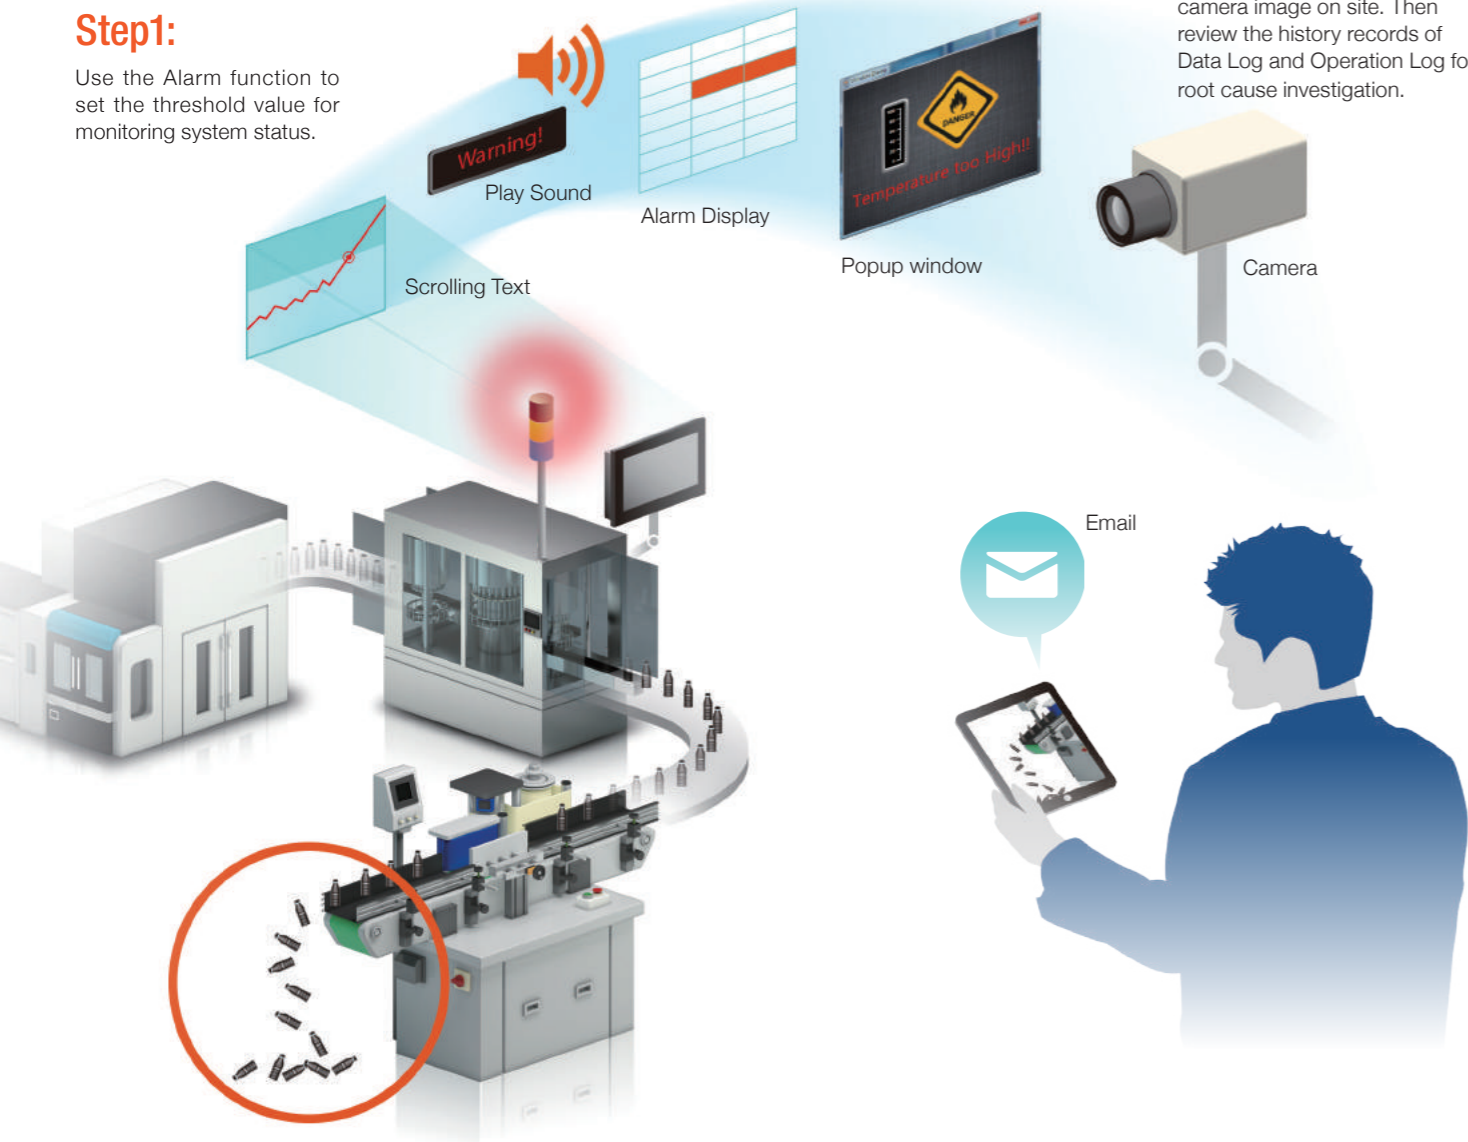 Step1:
Use the Alarm function to
set the threshold value for
monitoring system status.
camera image on site. Then
review the history records of
Data Log and Operation Log fo
root cause investigation.
Warning!
Play Sound
Alarm Display
DANGER
Temperature too High!!
Popup window
Camera
Scrolling Text
Email